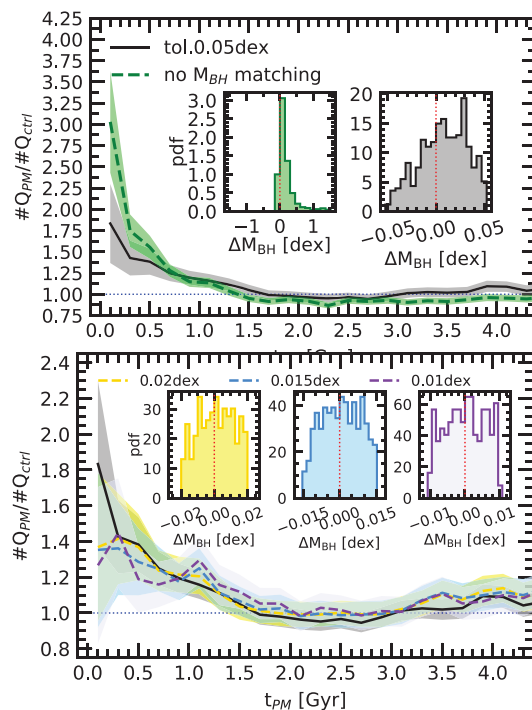 4.25
4.00
3.75
3.50
3.25
3.00
2.75
2.50
2.25
2.00
1.75
1.50
1.25
1.00
0.75
#Q_PM/#Q_ctrl
tol.0.05dex
no M_BH matching
3.0
2.5
2.0
1.5
1.0
0.5
0.0
pdf
−1 0 1
ΔM_BH [dex]
20
15
10
5
0
−0.05 0.00 0.05
ΔM_BH [dex]
0.0 0.5 1.0 1.5 2.0 2.5 3.0 3.5 4.0
2.4
2.2
2.0
1.8
1.6
1.4
1.2
1.0
0.8
#Q_PM/#Q_ctrl
0.02dex 0.015dex 0.01dex
30
20
10
0
pdf
−0.02 0.00 0.02
ΔM_BH [dex]
40
20
0
−0.015 0.000 0.015
ΔM_BH [dex]
60
40
20
0
−0.01 0.00 0.01
ΔM_BH [dex]
0.0 0.5 1.0 1.5 2.0 2.5 3.0 3.5 4.0
t_PM [Gyr]